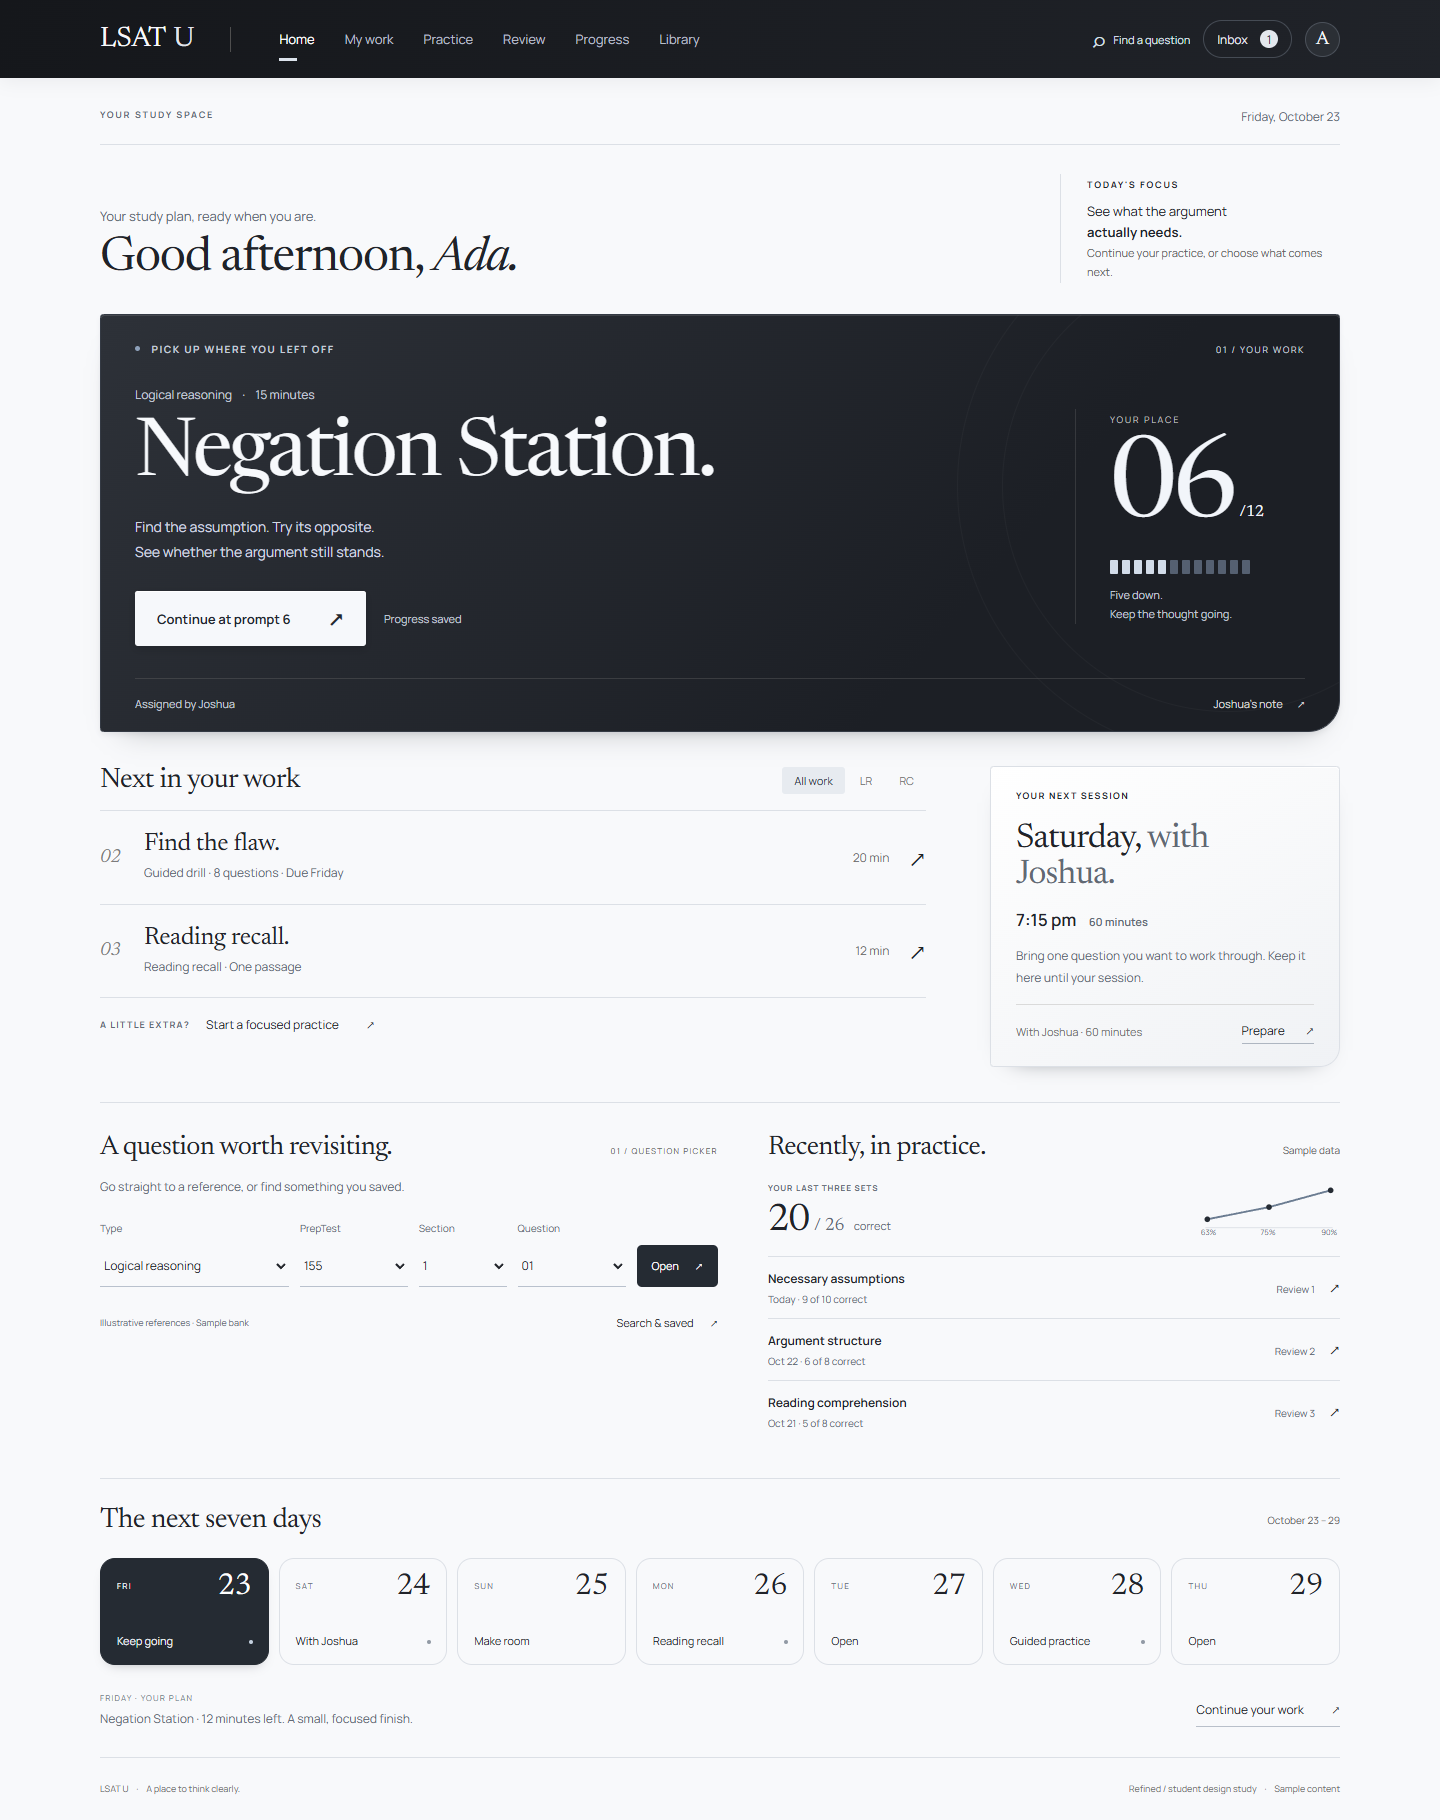 LSAT U
Home My work Practice Review Progress Library
Find a question Inbox 1 A
YOUR STUDY SPACE
Friday, October 23
Your study plan, ready when you are.
Good afternoon, Ada.
TODAY'S FOCUS
See what the argument
actually needs.
Continue your practice, or choose what comes
next.
PICK UP WHERE YOU LEFT OFF
01 / YOUR WORK
Logical reasoning · 15 minutes
Negation Station.
Find the assumption. Try its opposite.
See whether the argument still stands.
Continue at prompt 6 ↗
Progress saved
YOUR PLACE
06 /12
Five down.
Keep the thought going.
Assigned by Joshua
Joshua's note ↗
Next in your work
All work LR RC
02 Find the flaw.
Guided drill · 8 questions · Due Friday
20 min ↗
03 Reading recall.
Reading recall · One passage
12 min ↗
A LITTLE EXTRA? Start a focused practice ↗
YOUR NEXT SESSION
Saturday, with
Joshua.
7:15 pm 60 minutes
Bring one question you want to work through. Keep it
here until your session.
With Joshua · 60 minutes
Prepare ↗
A question worth revisiting.
01 / QUESTION PICKER
Go straight to a reference, or find something you saved.
Type PrepTest Section Question
Logical reasoning 155 1 01 Open ↗
Illustrative references · Sample bank
Search & saved ↗
Recently, in practice.
Sample data
YOUR LAST THREE SETS
20 / 26 correct
63% 75% 90%
Necessary assumptions
Today · 9 of 10 correct
Review 1 ↗
Argument structure
Oct 22 · 6 of 8 correct
Review 2 ↗
Reading comprehension
Oct 21 · 5 of 8 correct
Review 3 ↗
The next seven days
October 23 – 29
FRI 23
Keep going
SAT 24
With Joshua
SUN 25
Make room
MON 26
Reading recall
TUE 27
Open
WED 28
Guided practice
THU 29
Open
FRIDAY · YOUR PLAN
Negation Station · 12 minutes left. A small, focused finish.
Continue your work ↗
LSAT U · A place to think clearly.
Refined / student design study · Sample content